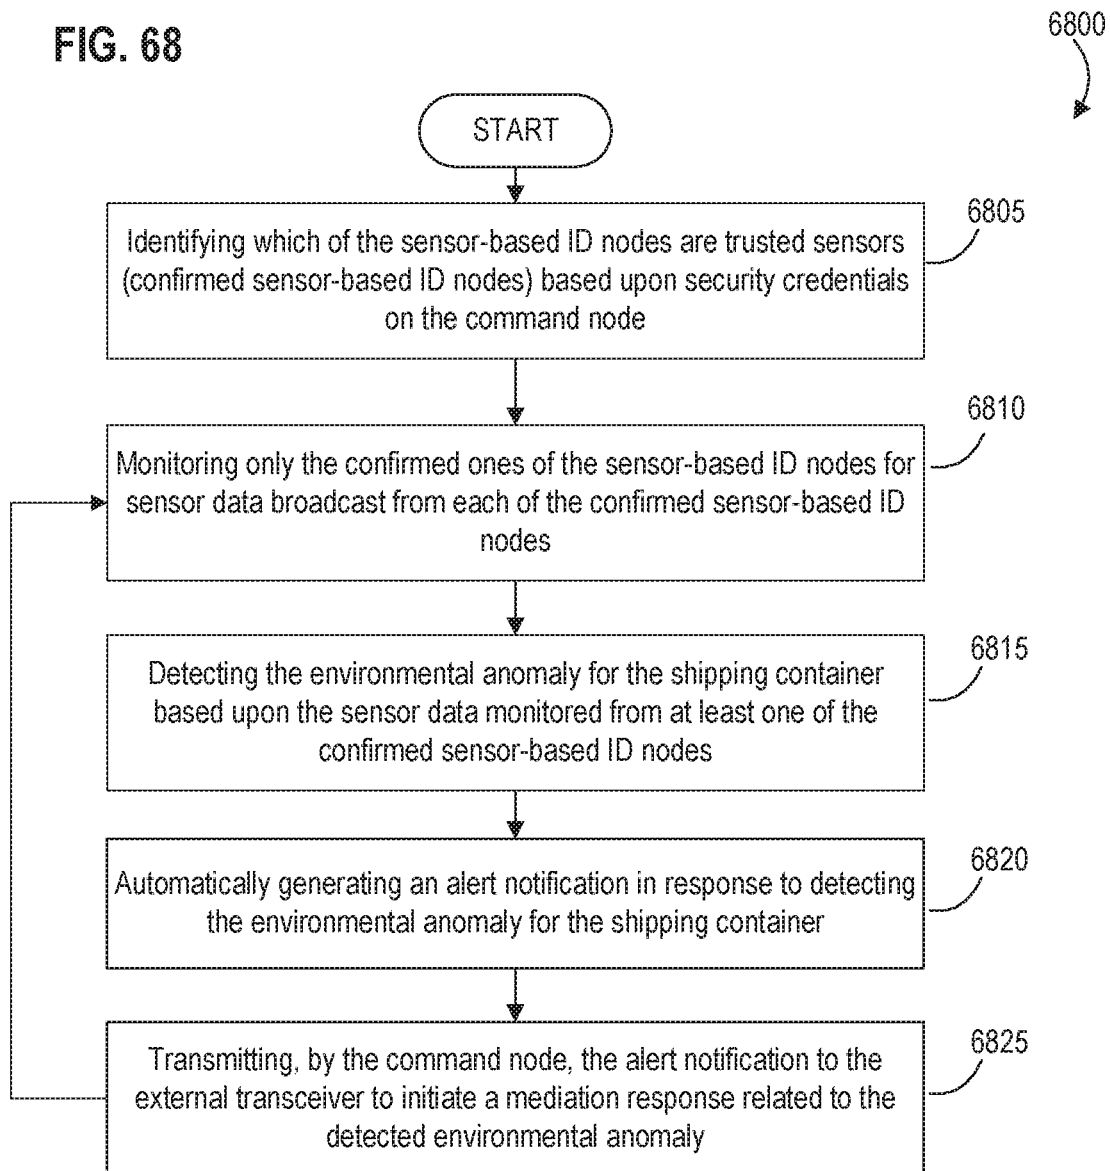 FIG. 68
6800
START
6805
Identifying which of the sensor-based ID nodes are trusted sensors
(confirmed sensor-based ID nodes) based upon security credentials
on the command node
6810
Monitoring only the confirmed ones of the sensor-based ID nodes for
sensor data broadcast from each of the confirmed sensor-based ID
nodes
6815
Detecting the environmental anomaly for the shipping container
based upon the sensor data monitored from at least one of the
confirmed sensor-based ID nodes
6820
Automatically generating an alert notification in response to detecting
the environmental anomaly for the shipping container
6825
Transmitting, by the command node, the alert notification to the
external transceiver to initiate a mediation response related to the
detected environmental anomaly